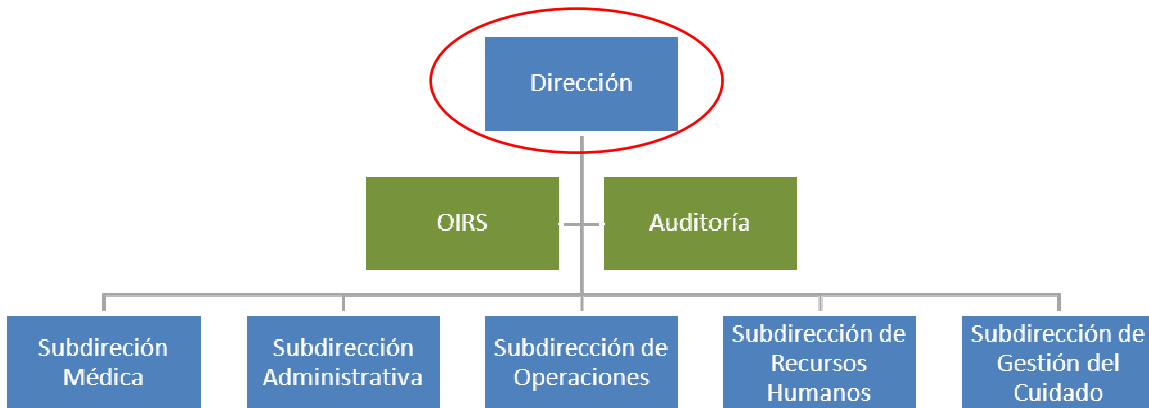 Dirección
OIRS
Auditoría
Subdireción
Médica
Subdirección
Administrativa
Subdirección de
Operaciones
Subdirección de
Recursos
Humanos
Subdirección de
Gestión del
Cuidado